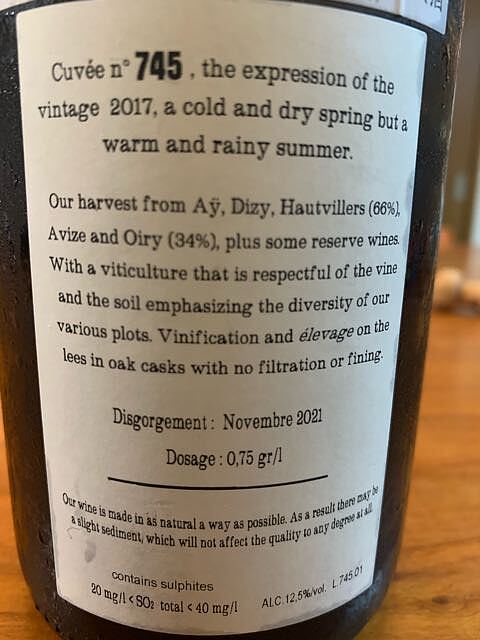 Cuvée n° 745 , the expression of the
vintage 2017, a cold and dry spring but a
warm and rainy summer.
Our harvest from Aÿ, Dizy, Hautvillers (66%),
Avize and Oiry (34%), plus some reserve wines.
With a viticulture that is respectful of the vine
and the soil emphasizing the diversity of our
various plots. Vinification and élevage on the
lees in oak casks with no filtration or fining.
Disgorgement : Novembre 2021
Dosage : 0,75 gr/l
Our wine is made in as natural a way as possible. As a result there may be
a slight sediment, which will not affect the quality to any degree at all.
contains sulphites
20 mg/l < SO₂ total < 40 mg/l
ALC.12,5%/vol. L.745.01